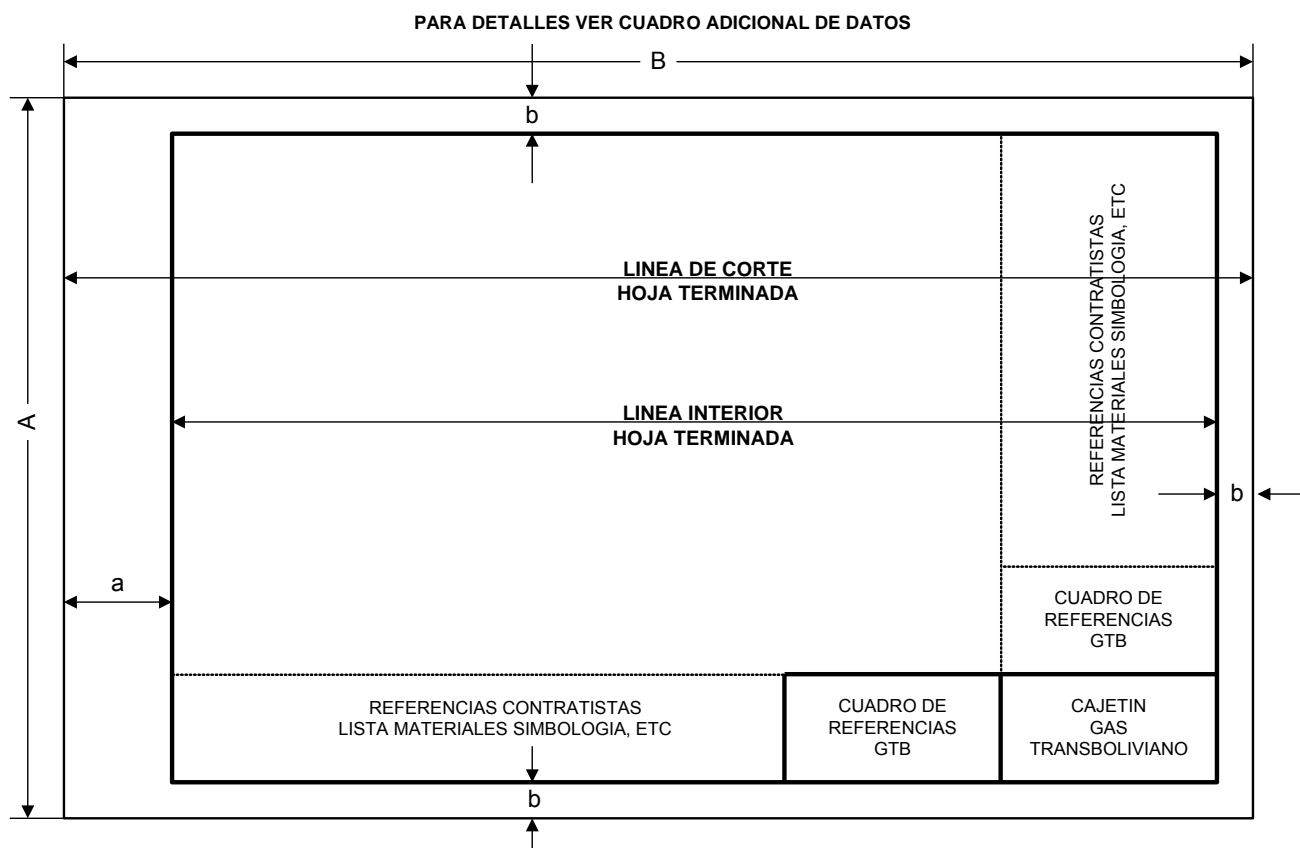 PARA DETALLES VER CUADRO ADICIONAL DE DATOS
B
b
LINEA DE CORTE
HOJA TERMINADA
REFERENCIAS CONTRATISTAS
LISTA MATERIALES SIMBOLOGIA, ETC
A
LINEA INTERIOR
HOJA TERMINADA
b
a
CUADRO DE
REFERENCIAS
GTB
REFERENCIAS CONTRATISTAS
LISTA MATERIALES SIMBOLOGIA, ETC
CUADRO DE
REFERENCIAS
GTB
CAJETIN
GAS
TRANSBOLIVIANO
b